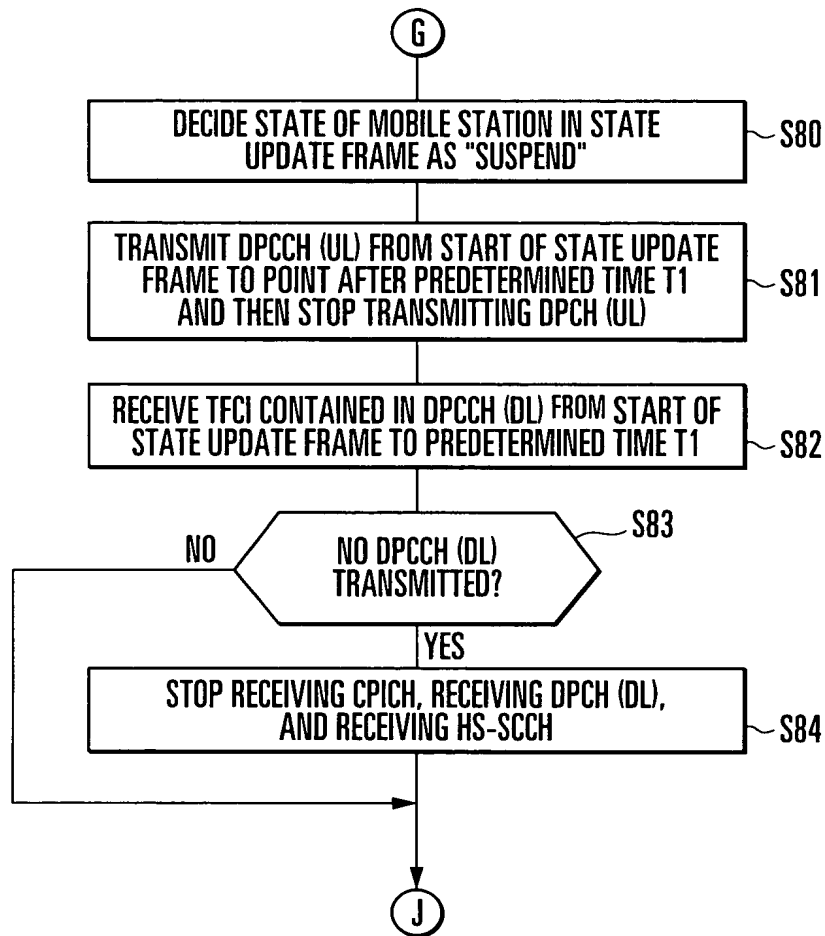 G
DECIDE STATE OF MOBILE STATION IN STATE
UPDATE FRAME AS "SUSPEND"
S80
TRANSMIT DPCCH (UL) FROM START OF STATE UPDATE
FRAME TO POINT AFTER PREDETERMINED TIME T1
AND THEN STOP TRANSMITTING DPCH (UL)
S81
RECEIVE TFCI CONTAINED IN DPCCH (DL) FROM START OF
STATE UPDATE FRAME TO PREDETERMINED TIME T1
S82
NO DPCCH (DL)
TRANSMITTED?
S83
NO
YES
STOP RECEIVING CPICH, RECEIVING DPCH (DL),
AND RECEIVING HS-SCCH
S84
J